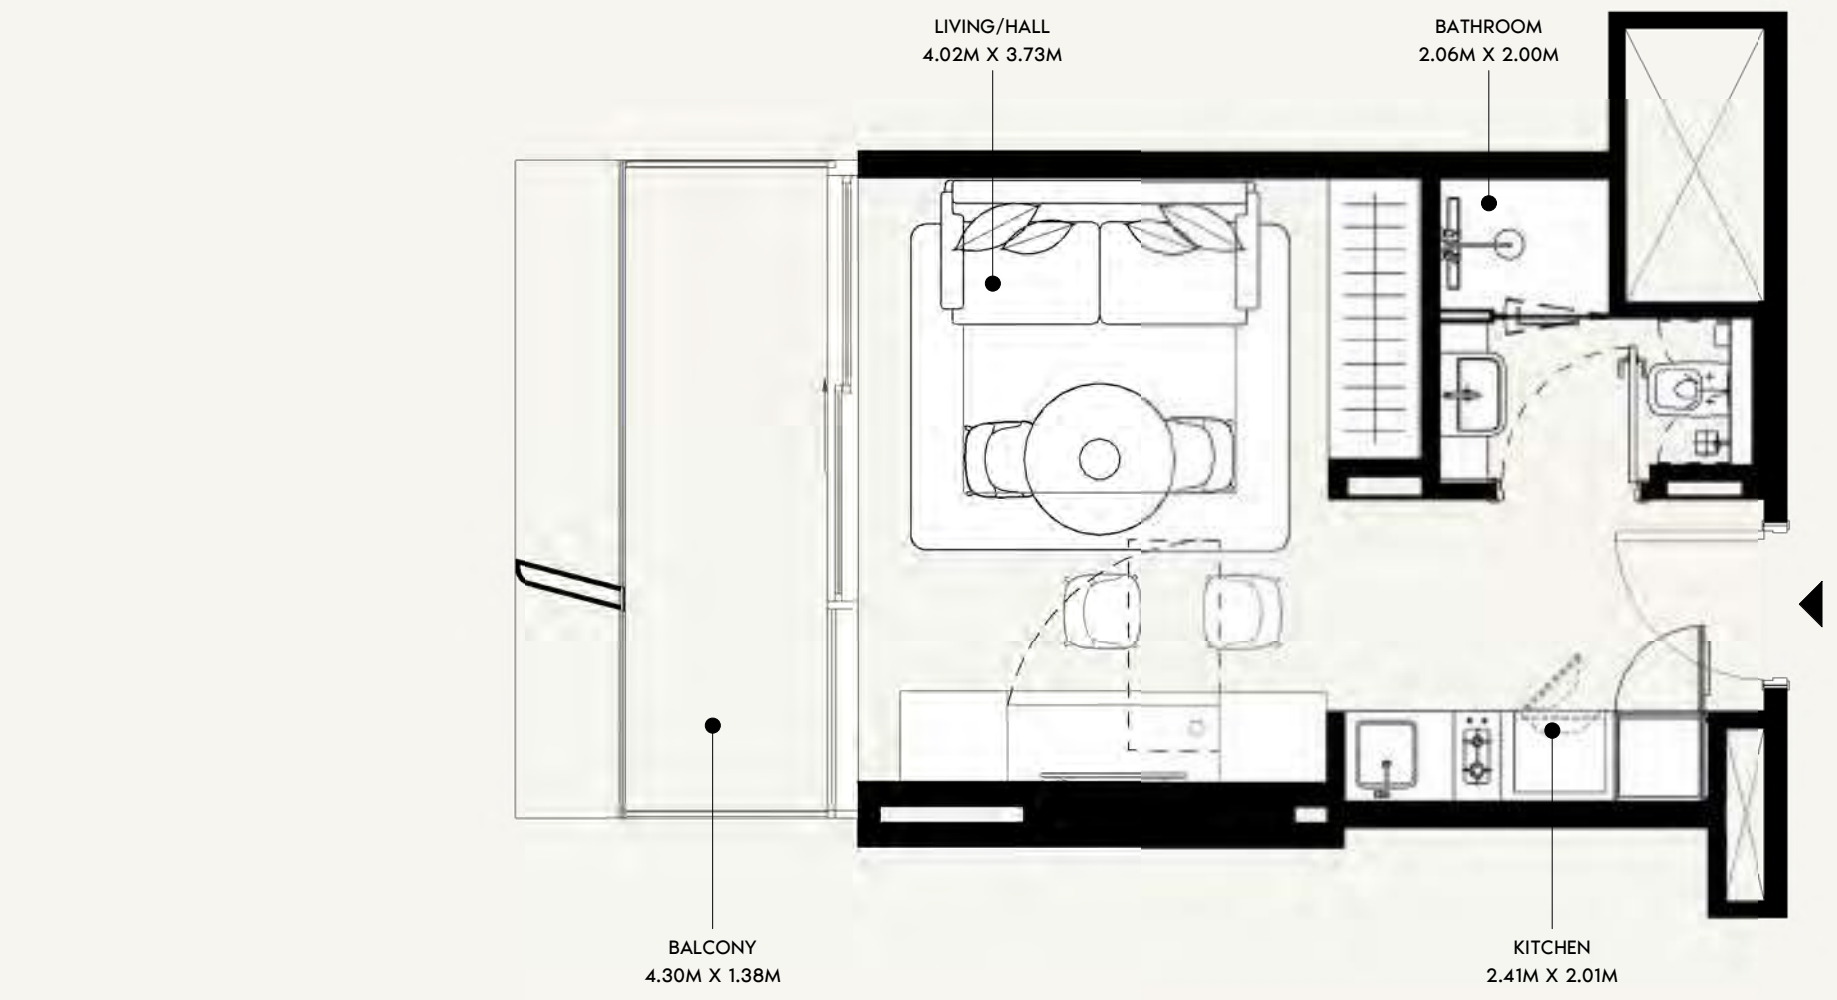 LIVING/HALL
4.02M X 3.73M
BATHROOM
2.06M X 2.00M
BALCONY
4.30M X 1.38M
KITCHEN
2.41M X 2.01M